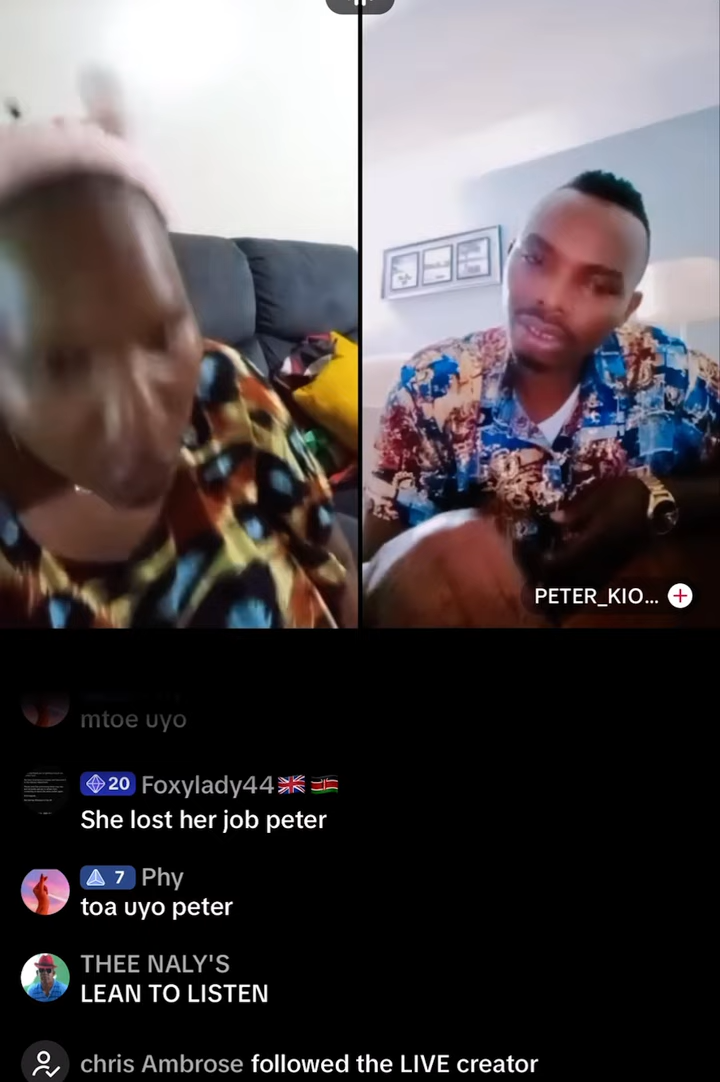 PETER_KIO...
mtoe uyo
20 Foxylady44
She lost her job peter
7 Phy
toa uyo peter
THEE NALY'S
LEAN TO LISTEN
chris Ambrose followed the LIVE creator